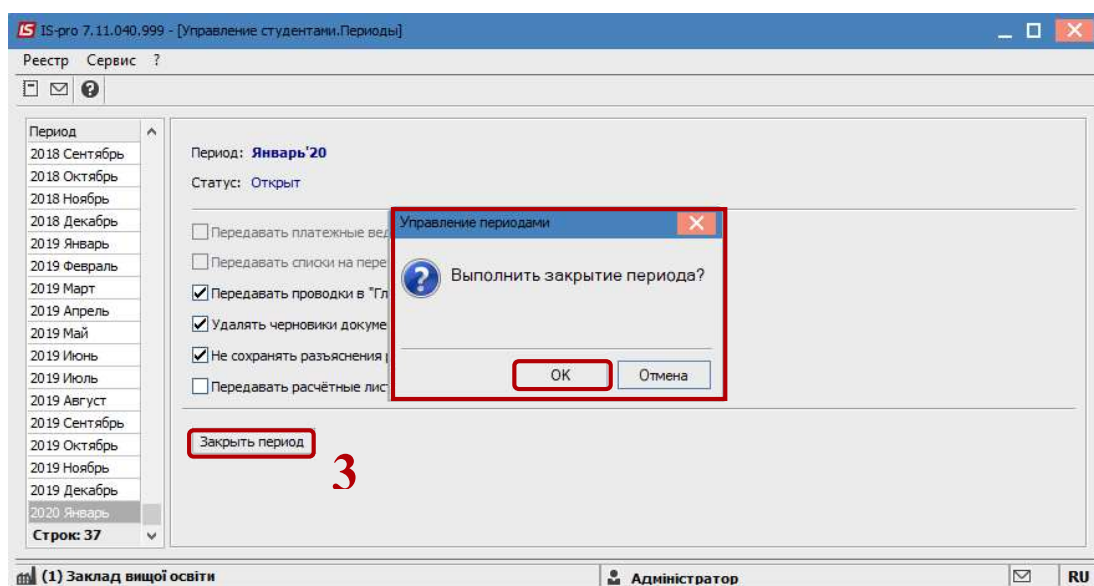 IS-pro 7.11.040.999 - [Управление студентами.Периоды]
Реестр Сервис ?
Период
2018 Сентябрь
2018 Октябрь
2018 Ноябрь
2018 Декабрь
2019 Январь
2019 Февраль
2019 Март
2019 Апрель
2019 Май
2019 Июнь
2019 Июль
2019 Август
2019 Сентябрь
2019 Октябрь
2019 Ноябрь
2019 Декабрь
2020 Январь
Строк: 37
Период: Январь'20
Статус: Открыт
Передавать платежные вед
Передавать списки на пере
Передавать проводки в "Гл
Удалять черновики докуме
Не сохранять разъяснения р
Передавать расчётные лис
Управление периодами
Выполнить закрытие периода?
OK Отмена
Закрыть период
3
(1) Заклад вищої освіти Адміністратор RU